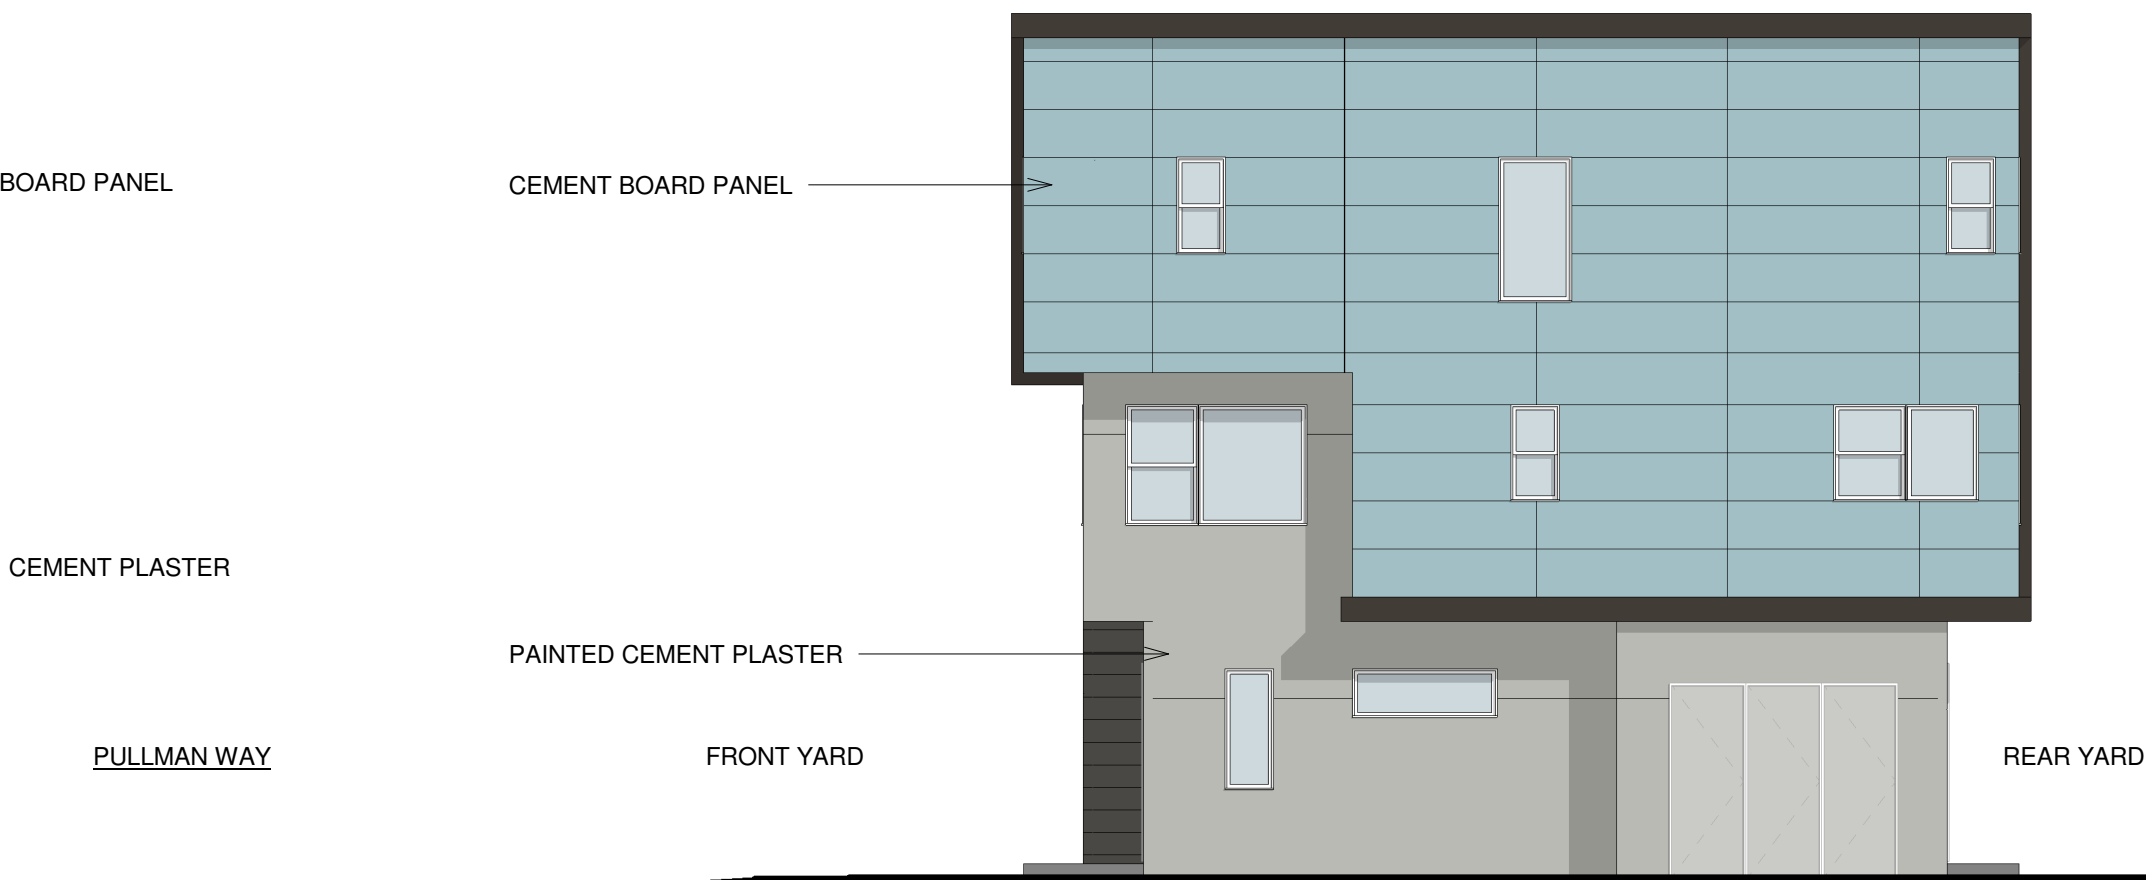 BOARD PANEL
CEMENT BOARD PANEL
CEMENT PLASTER
PAINTED CEMENT PLASTER
PULLMAN WAY
FRONT YARD
REAR YARD